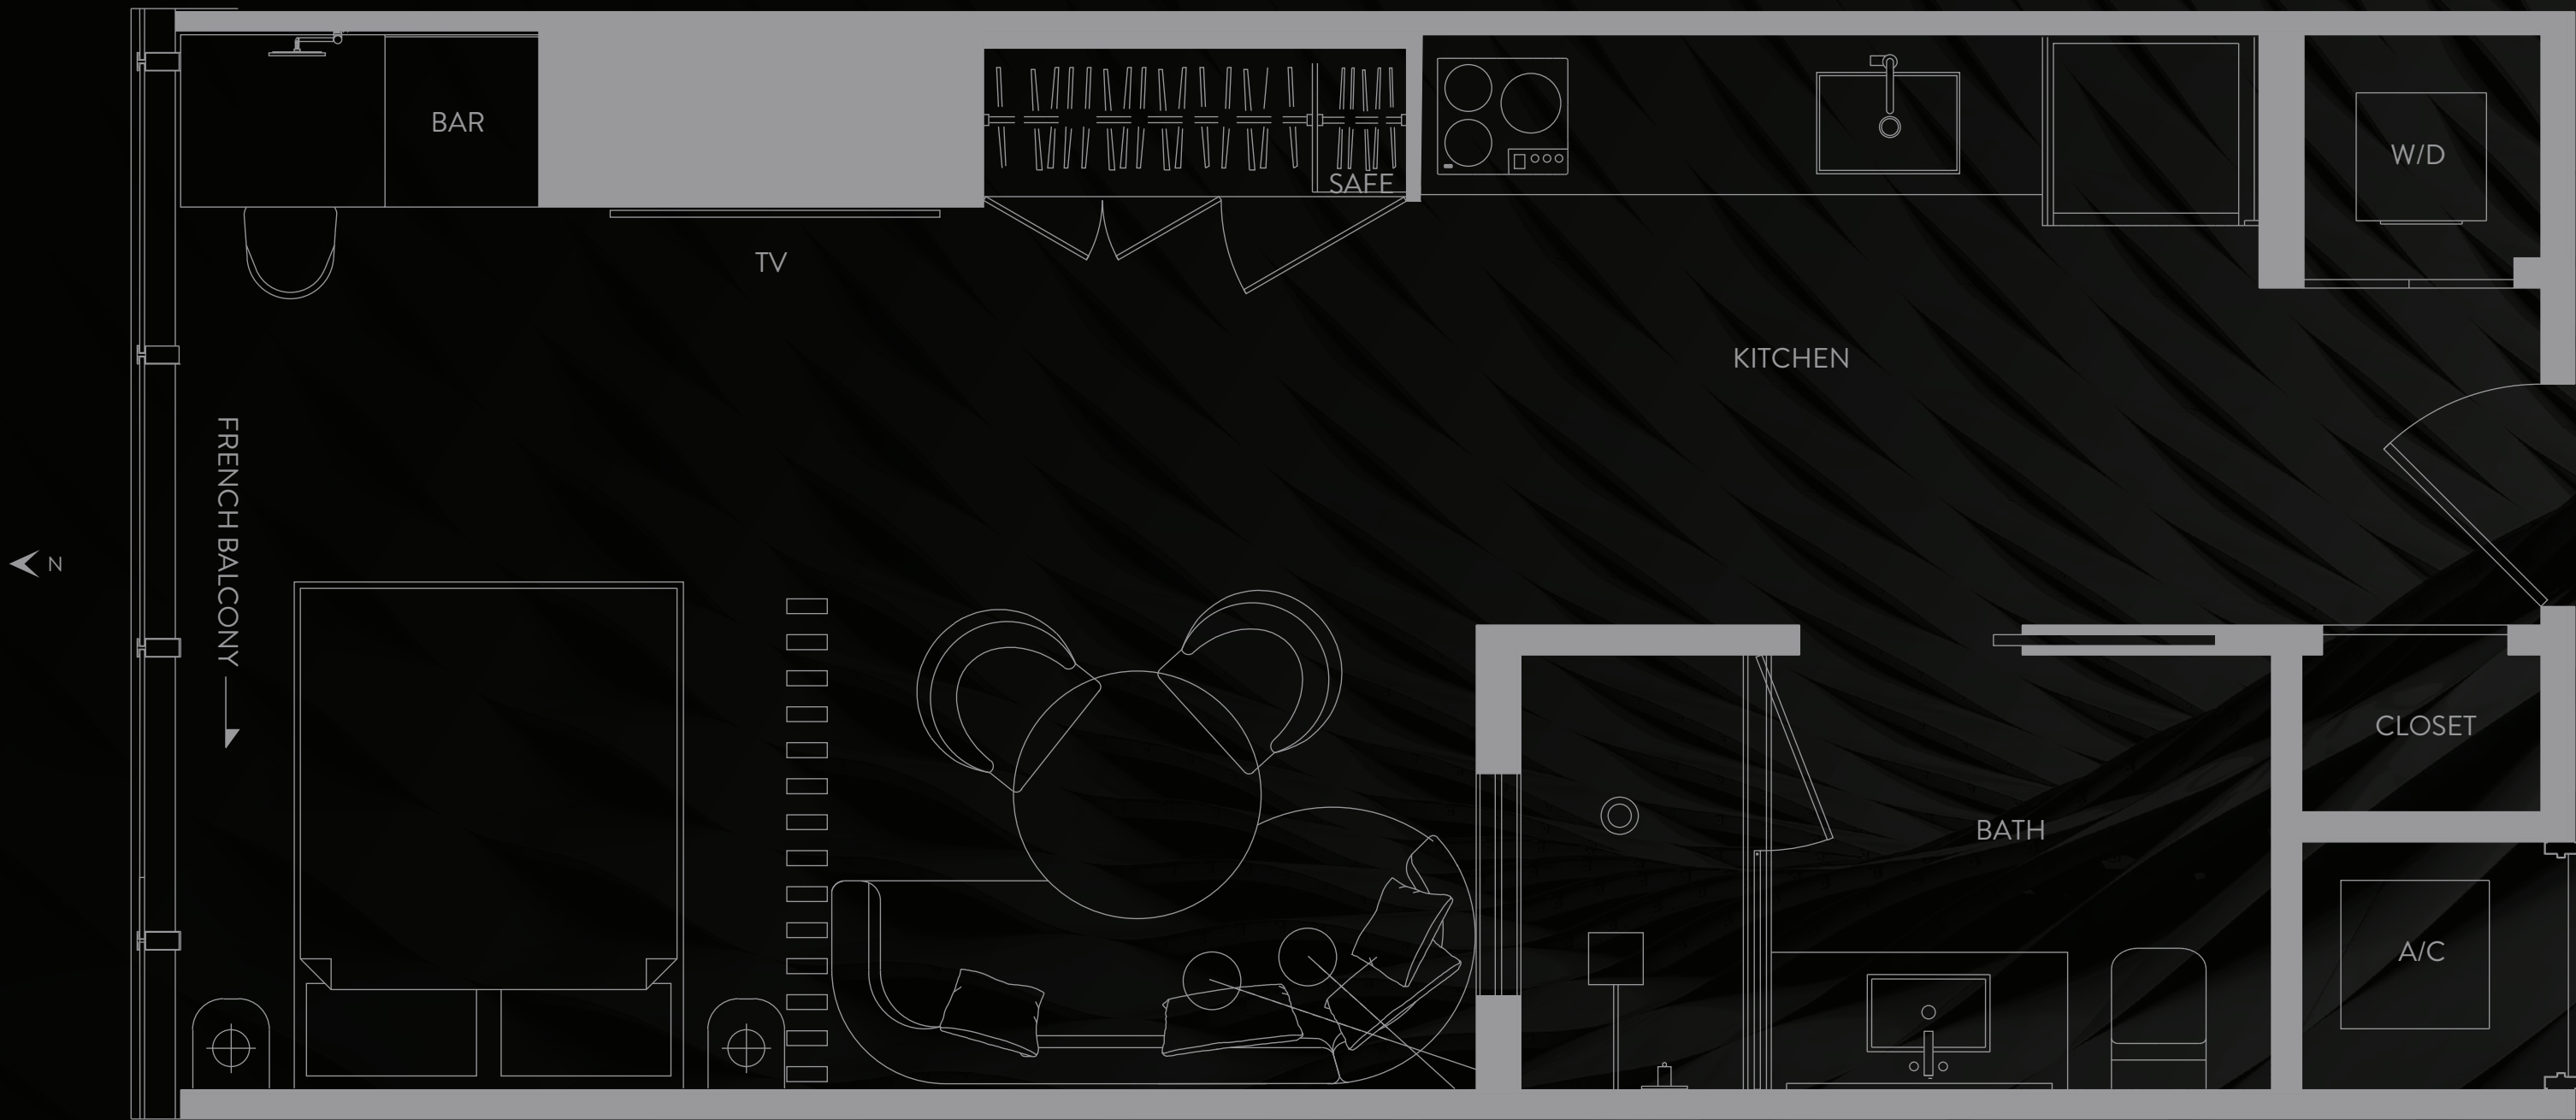 BAR
SAFE
W/D
TV
KITCHEN
FRENCH BALCONY
N
CLOSET
BATH
A/C